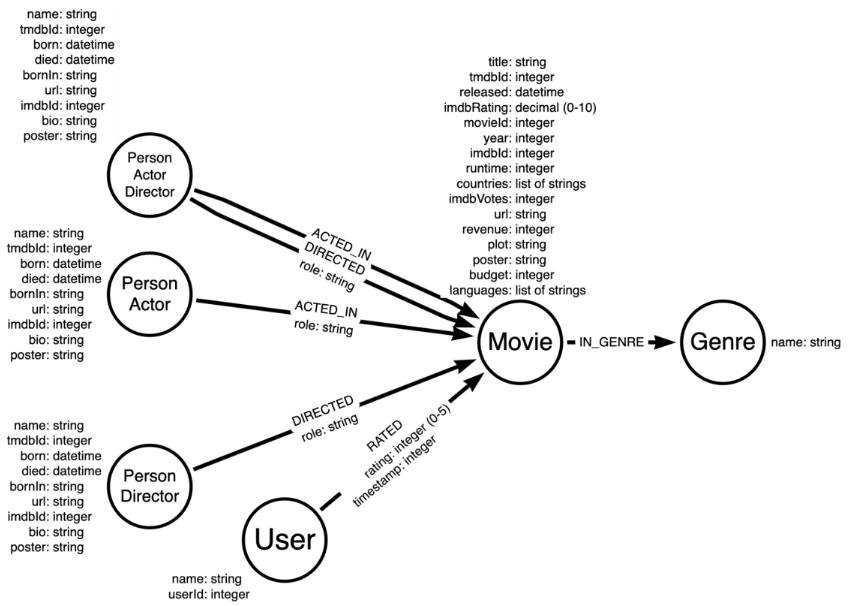 name: string
tmdbId: integer
born: datetime
died: datetime
bornIn: string
url: string
imdbId: integer
bio: string
poster: string
Person
Actor
Director
title: string
tmdbId: integer
released: datetime
imdbRating: decimal (0-10)
movieId: integer
year: integer
imdbId: integer
runtime: integer
countries: list of strings
imdbVotes: integer
url: string
revenue: integer
plot: string
poster: string
budget: integer
languages: list of strings
ACTED_IN
DIRECTED
role: string
name: string
tmdbId: integer
born: datetime
died: datetime
bornIn: string
url: string
imdbId: integer
bio: string
poster: string
Person
Actor
ACTED_IN
role: string
Movie
IN_GENRE
Genre
name: string
DIRECTED
role: string
name: string
tmdbId: integer
born: datetime
died: datetime
bornIn: string
url: string
imdbId: integer
bio: string
poster: string
Person
Director
RATED
rating: integer (0-5)
timestamp: integer
User
name: string
userId: integer